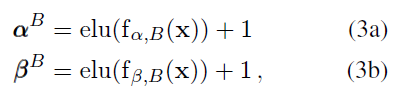 α^B = elu(f_{α,B}(x)) + 1 (3a)
β^B = elu(f_{β,B}(x)) + 1 , (3b)